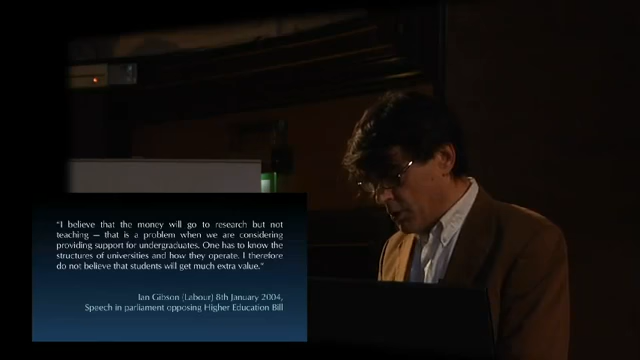 "I believe that the money will go to research but not
teaching — that is a problem when we are considering
providing support for undergraduates. One has to know the
structures of universities and how they operate. I therefore
do not believe that students will get much extra value."
Ian Gibson (Labour) 8th January 2004,
Speech in parliament opposing Higher Education Bill